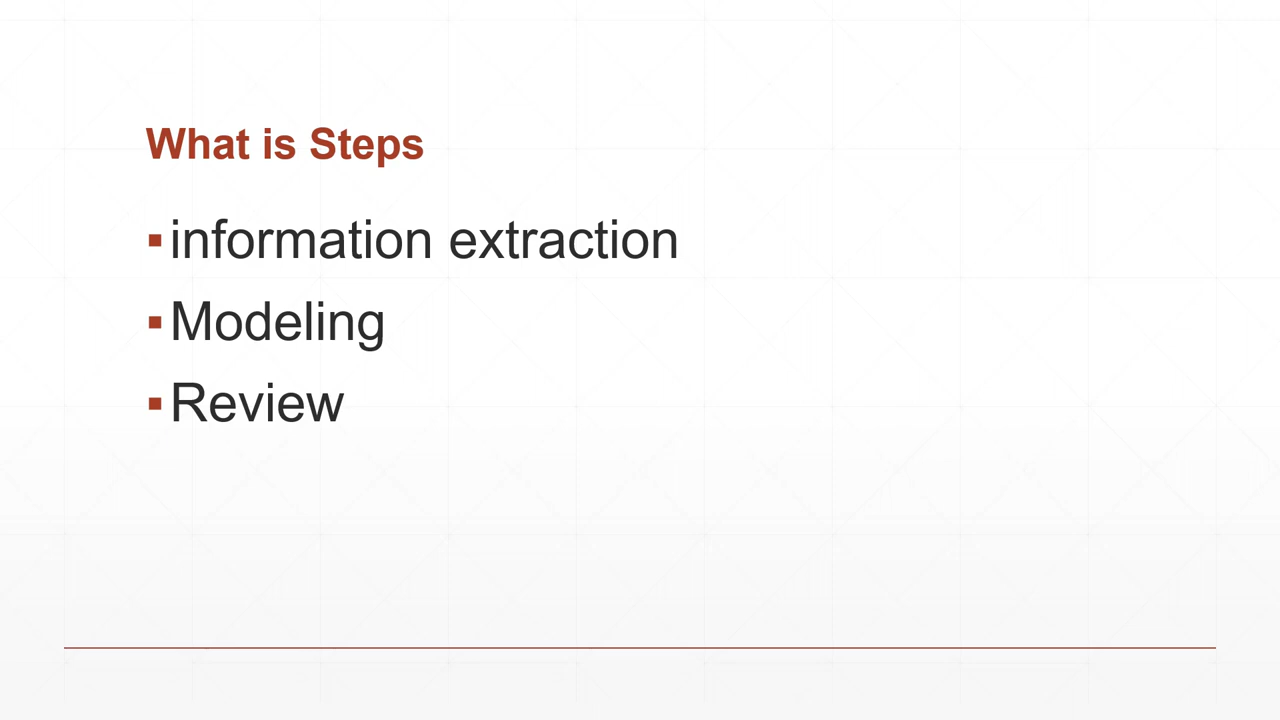 What is Steps
▪information extraction
▪Modeling
▪Review